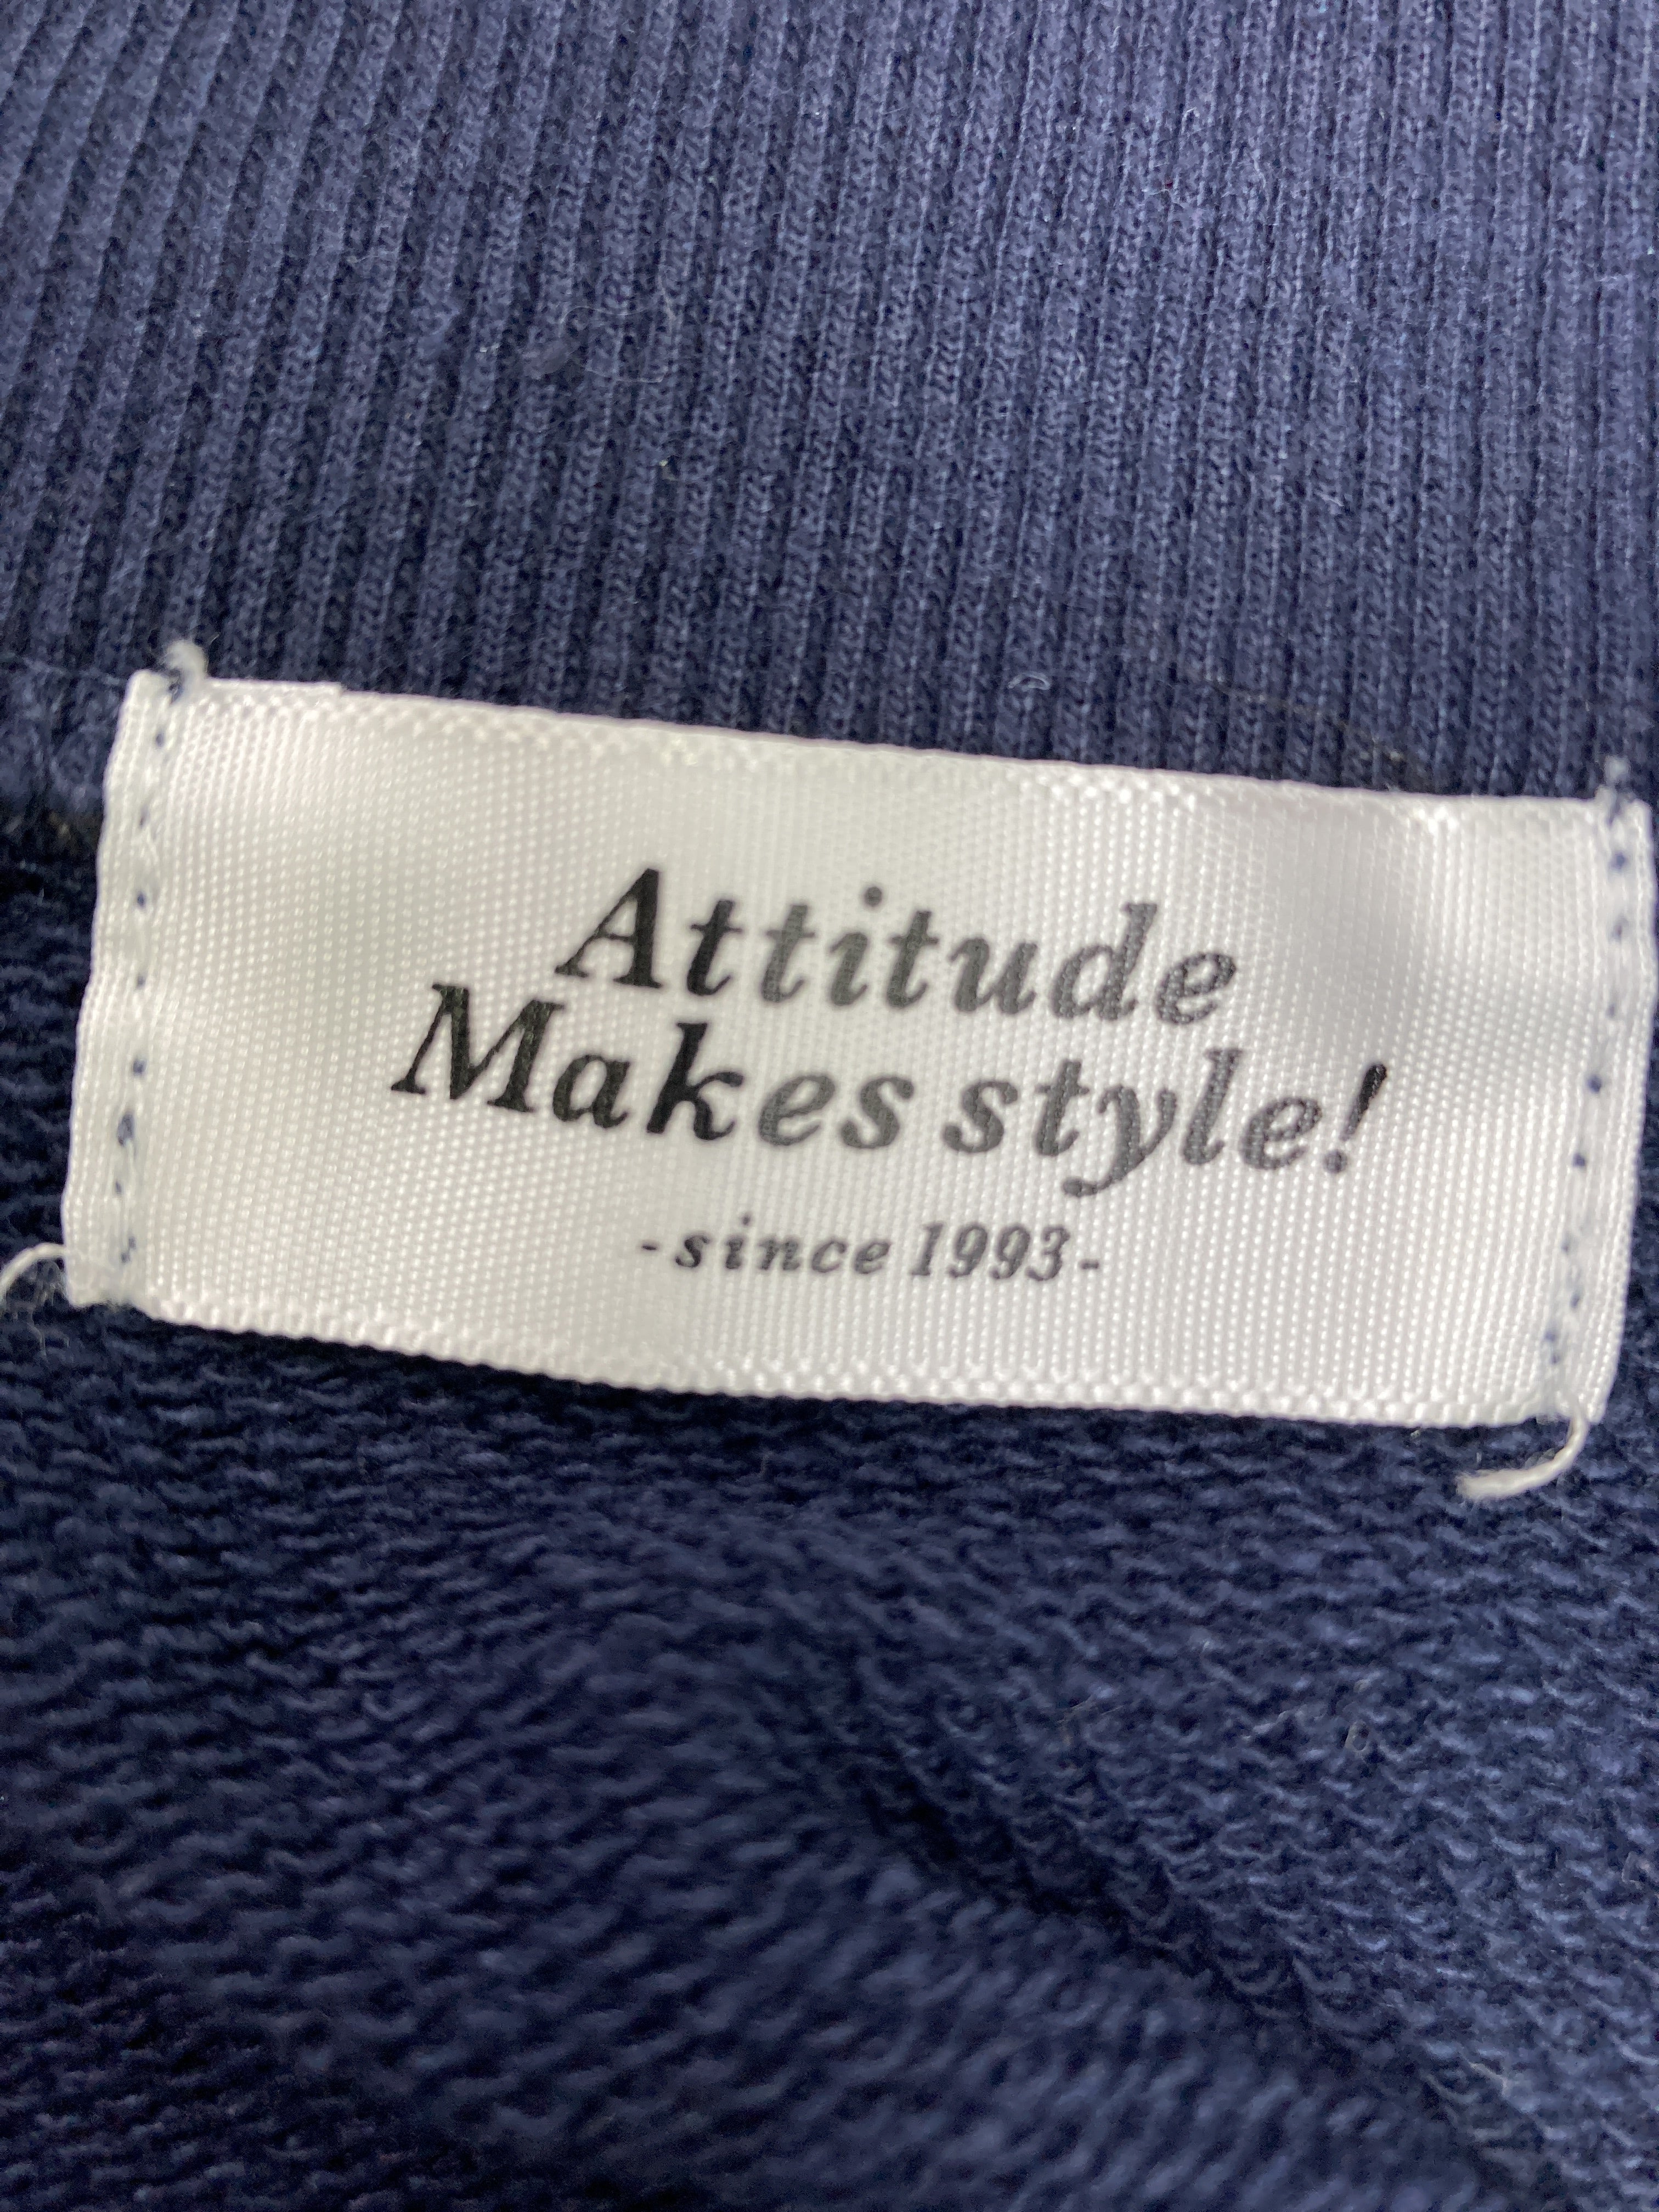 Attitude
Makes style!
- since 1993 -